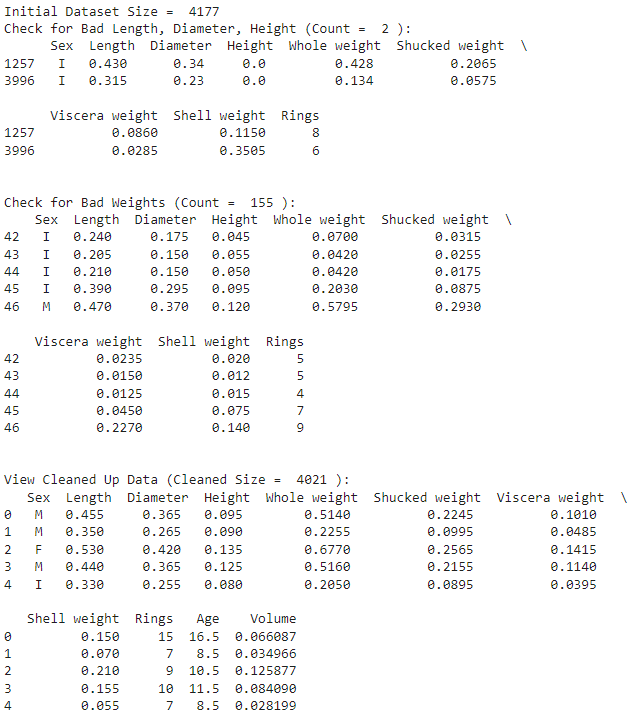 Initial Dataset Size =  4177
Check for Bad Length, Diameter, Height (Count =  2 ):
      Sex  Length  Diameter  Height  Whole weight  Shucked weight  \
1257   I   0.430      0.34     0.0         0.428          0.2065
3996   I   0.315      0.23     0.0         0.134          0.0575

      Viscera weight  Shell weight  Rings
1257          0.0860        0.1150      8
3996          0.0285        0.3505      6

Check for Bad Weights (Count =  155 ):
    Sex  Length  Diameter  Height  Whole weight  Shucked weight  \
42   I   0.240     0.175   0.045        0.0700          0.0315
43   I   0.205     0.150   0.055        0.0420          0.0255
44   I   0.210     0.150   0.050        0.0420          0.0175
45   I   0.390     0.295   0.095        0.2030          0.0875
46   M   0.470     0.370   0.120        0.5795          0.2930

    Viscera weight  Shell weight  Rings
42          0.0235         0.020      5
43          0.0150         0.012      5
44          0.0125         0.015      4
45          0.0450         0.075      7
46          0.2270         0.140      9

View Cleaned Up Data (Cleaned Size =  4021 ):
   Sex  Length  Diameter  Height  Whole weight  Shucked weight  Viscera weight  \
0   M   0.455     0.365   0.095        0.5140          0.2245          0.1010
1   M   0.350     0.265   0.090        0.2255          0.0995          0.0485
2   F   0.530     0.420   0.135        0.6770          0.2565          0.1415
3   M   0.440     0.365   0.125        0.5160          0.2155          0.1140
4   I   0.330     0.255   0.080        0.2050          0.0895          0.0395

   Shell weight  Rings   Age    Volume
0         0.150     15  16.5  0.066087
1         0.070      7   8.5  0.034966
2         0.210      9  10.5  0.125877
3         0.155     10  11.5  0.084090
4         0.055      7   8.5  0.028199